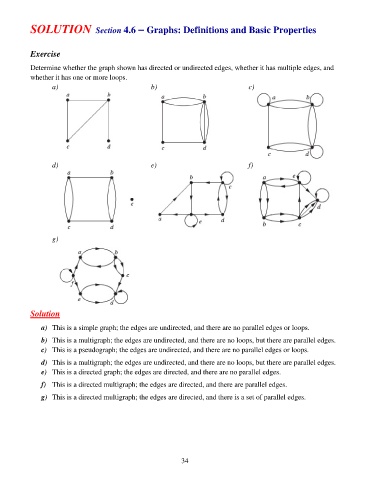 SOLUTION Section 4.6 – Graphs: Definitions and Basic Properties
Exercise
Determine whether the graph shown has directed or undirected edges, whether it has multiple edges, and
whether it has one or more loops.
a) b) c)
a b a b a b
c d c d c d
d) e) f)
a b b c a e
e a e d d
c d b c
g)
a b
c
f
e d
Solution
a) This is a simple graph; the edges are undirected, and there are no parallel edges or loops.
b) This is a multigraph; the edges are undirected, and there are no loops, but there are parallel edges.
c) This is a pseudograph; the edges are undirected, and there are no parallel edges or loops.
d) This is a multigraph; the edges are undirected, and there are no loops, but there are parallel edges.
e) This is a directed graph; the edges are directed, and there are no parallel edges.
f) This is a directed multigraph; the edges are directed, and there are parallel edges.
g) This is a directed multigraph; the edges are directed, and there is a set of parallel edges.
34